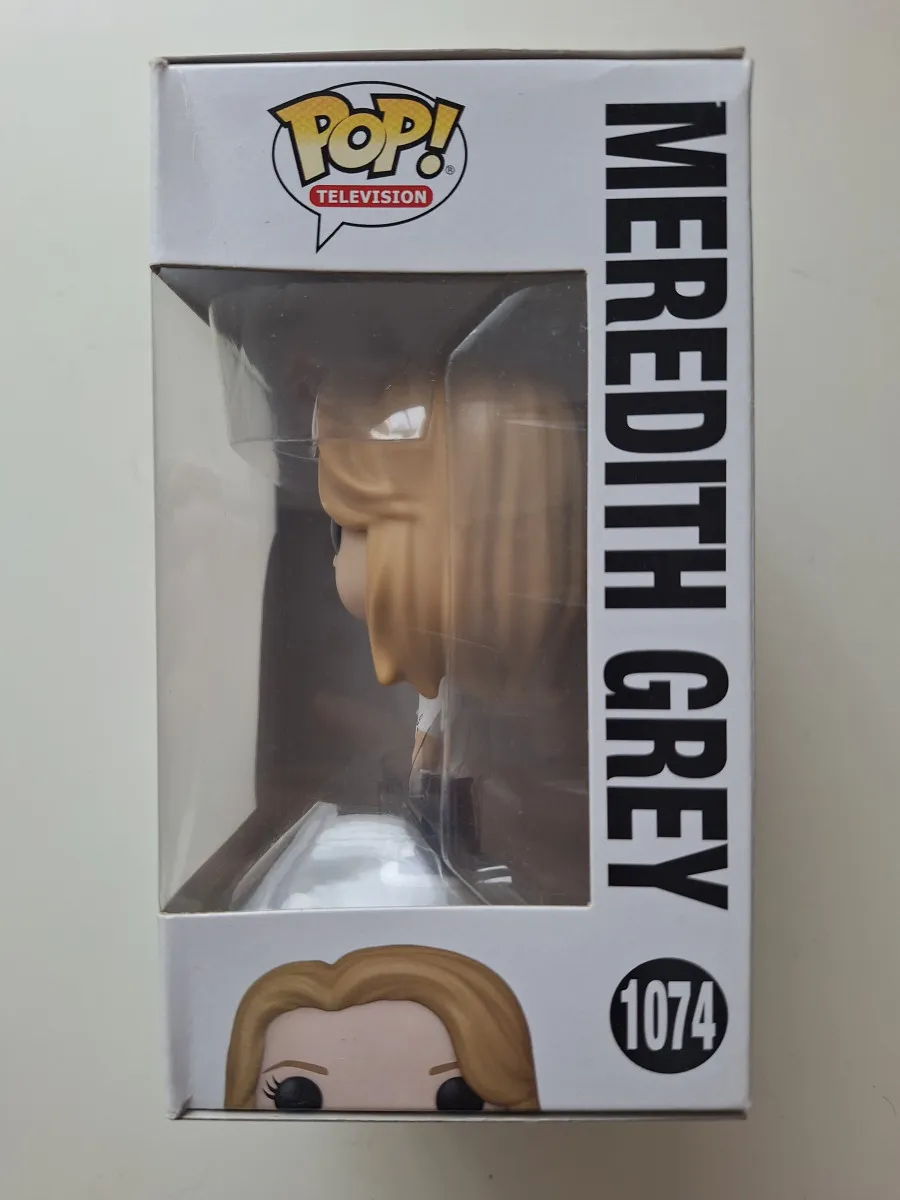 POP!
®
TELEVISION
MEREDITH GREY
1074